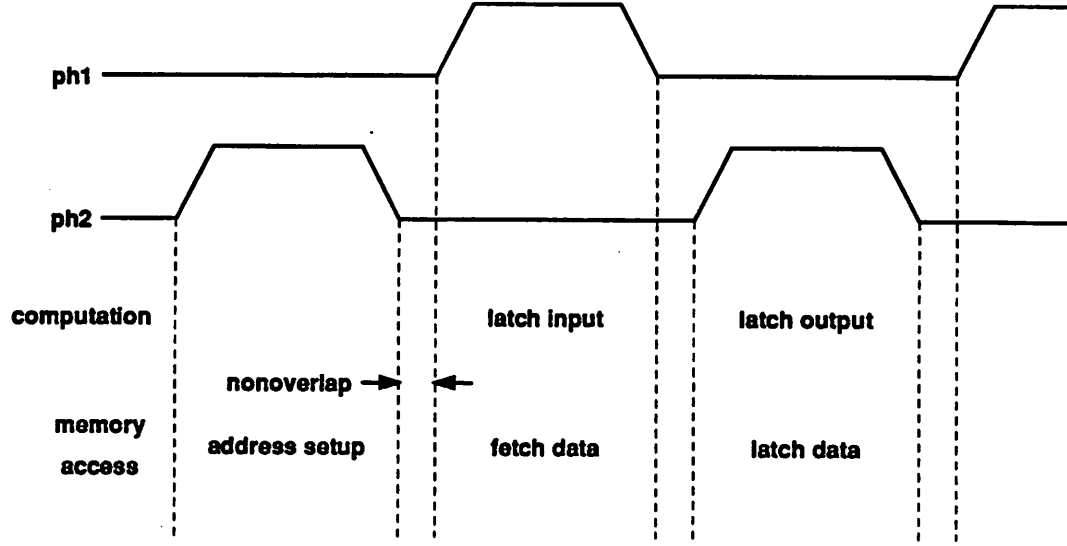 ph1
ph2
computation
latch input
latch output
nonoverlap
memory
access
address setup
fetch data
latch data